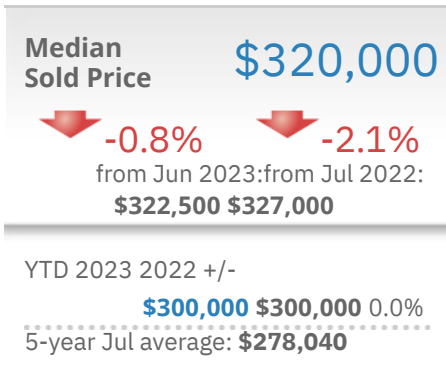 Median
Sold Price
$320,000
-0.8%
-2.1%
from Jun 2023:from Jul 2022:
$322,500 $327,000
YTD 2023 2022 +/-
$300,000 $300,000 0.0%
5-year Jul average: $278,040